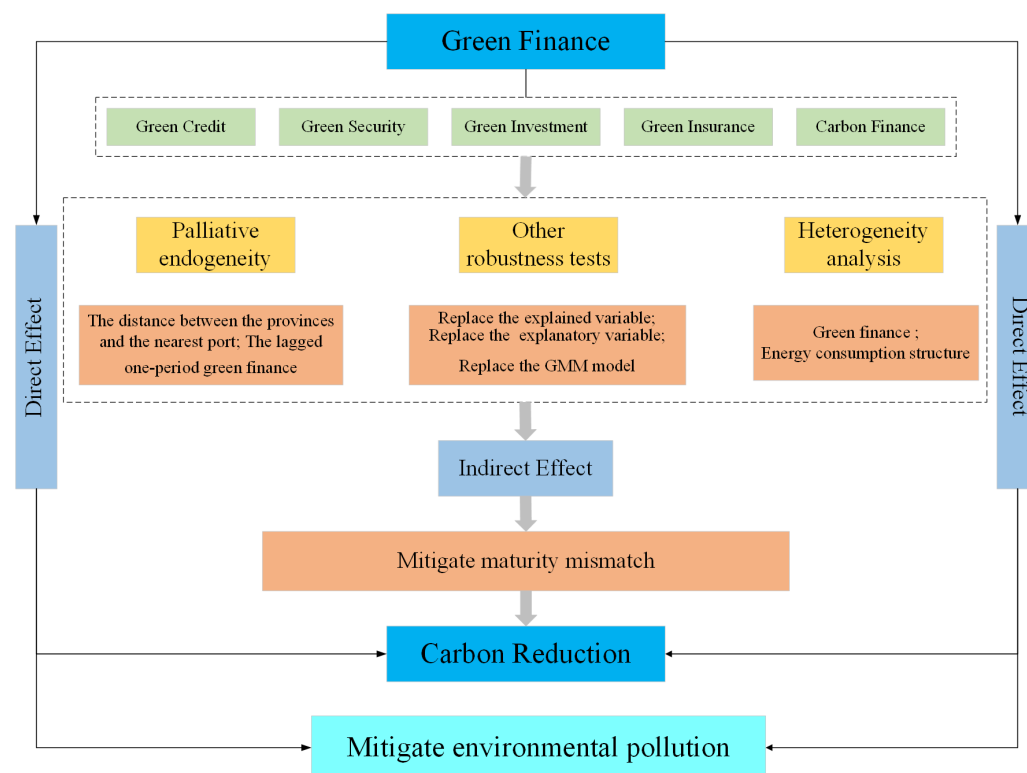 Green Finance
Green Credit
Green Security
Green Investment
Green Insurance
Carbon Finance
Palliative
endogeneity
Other
robustness tests
Heterogeneity
analysis
The distance between the provinces
and the nearest port; The lagged
one-period green finance
Replace the explained variable;
Replace the explanatory variable;
Replace the GMM model
Green finance ;
Energy consumption structure
Direct Effect
Direct Effect
Indirect Effect
Mitigate maturity mismatch
Carbon Reduction
Mitigate environmental pollution